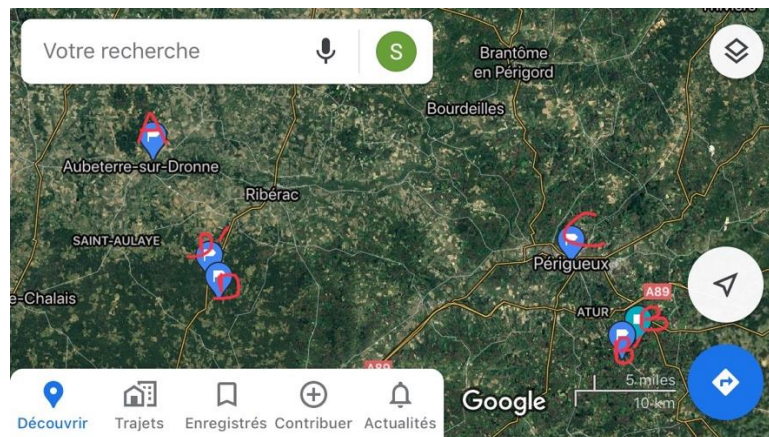 Votre recherche
S
Brantôme
en Périgord
Bourdeilles
A
Aubeterre-sur-Dronne
Ribérac
SAINT-AULAYE
C
Périgueux
D
e-Chalais
A89
ATUR
B
A89
5 miles
10 km
Google
Découvrir
Trajets
Enregistrés
Contribuer
Actualités